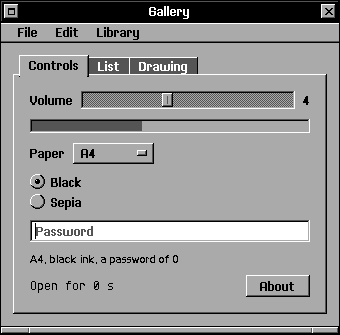 Gallery
File Edit Library
Controls List Drawing
Volume 4
Paper A4
Black
Sepia
Password
A4, black ink, a password of 0
Open for 0 s About